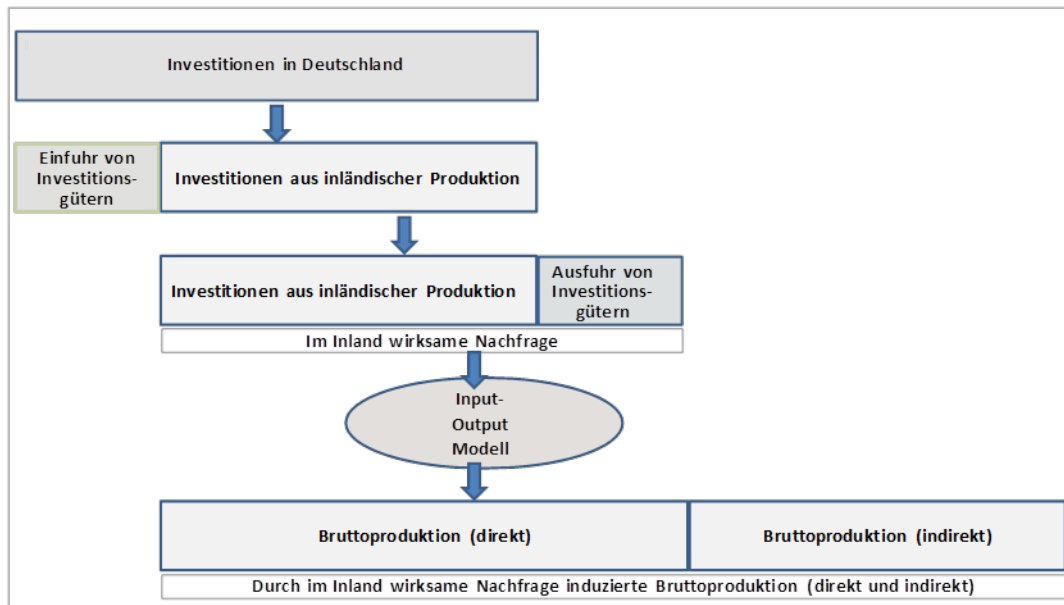 Investitionen in Deutschland
Einfuhr von
Investitions-
gütern
Investitionen aus inländischer Produktion
Investitionen aus inländischer Produktion
Ausfuhr von
Investitions-
gütern
Im Inland wirksame Nachfrage
Input-
Output
Modell
Bruttoproduktion (direkt)
Bruttoproduktion (indirekt)
Durch im Inland wirksame Nachfrage induzierte Bruttoproduktion (direkt und indirekt)